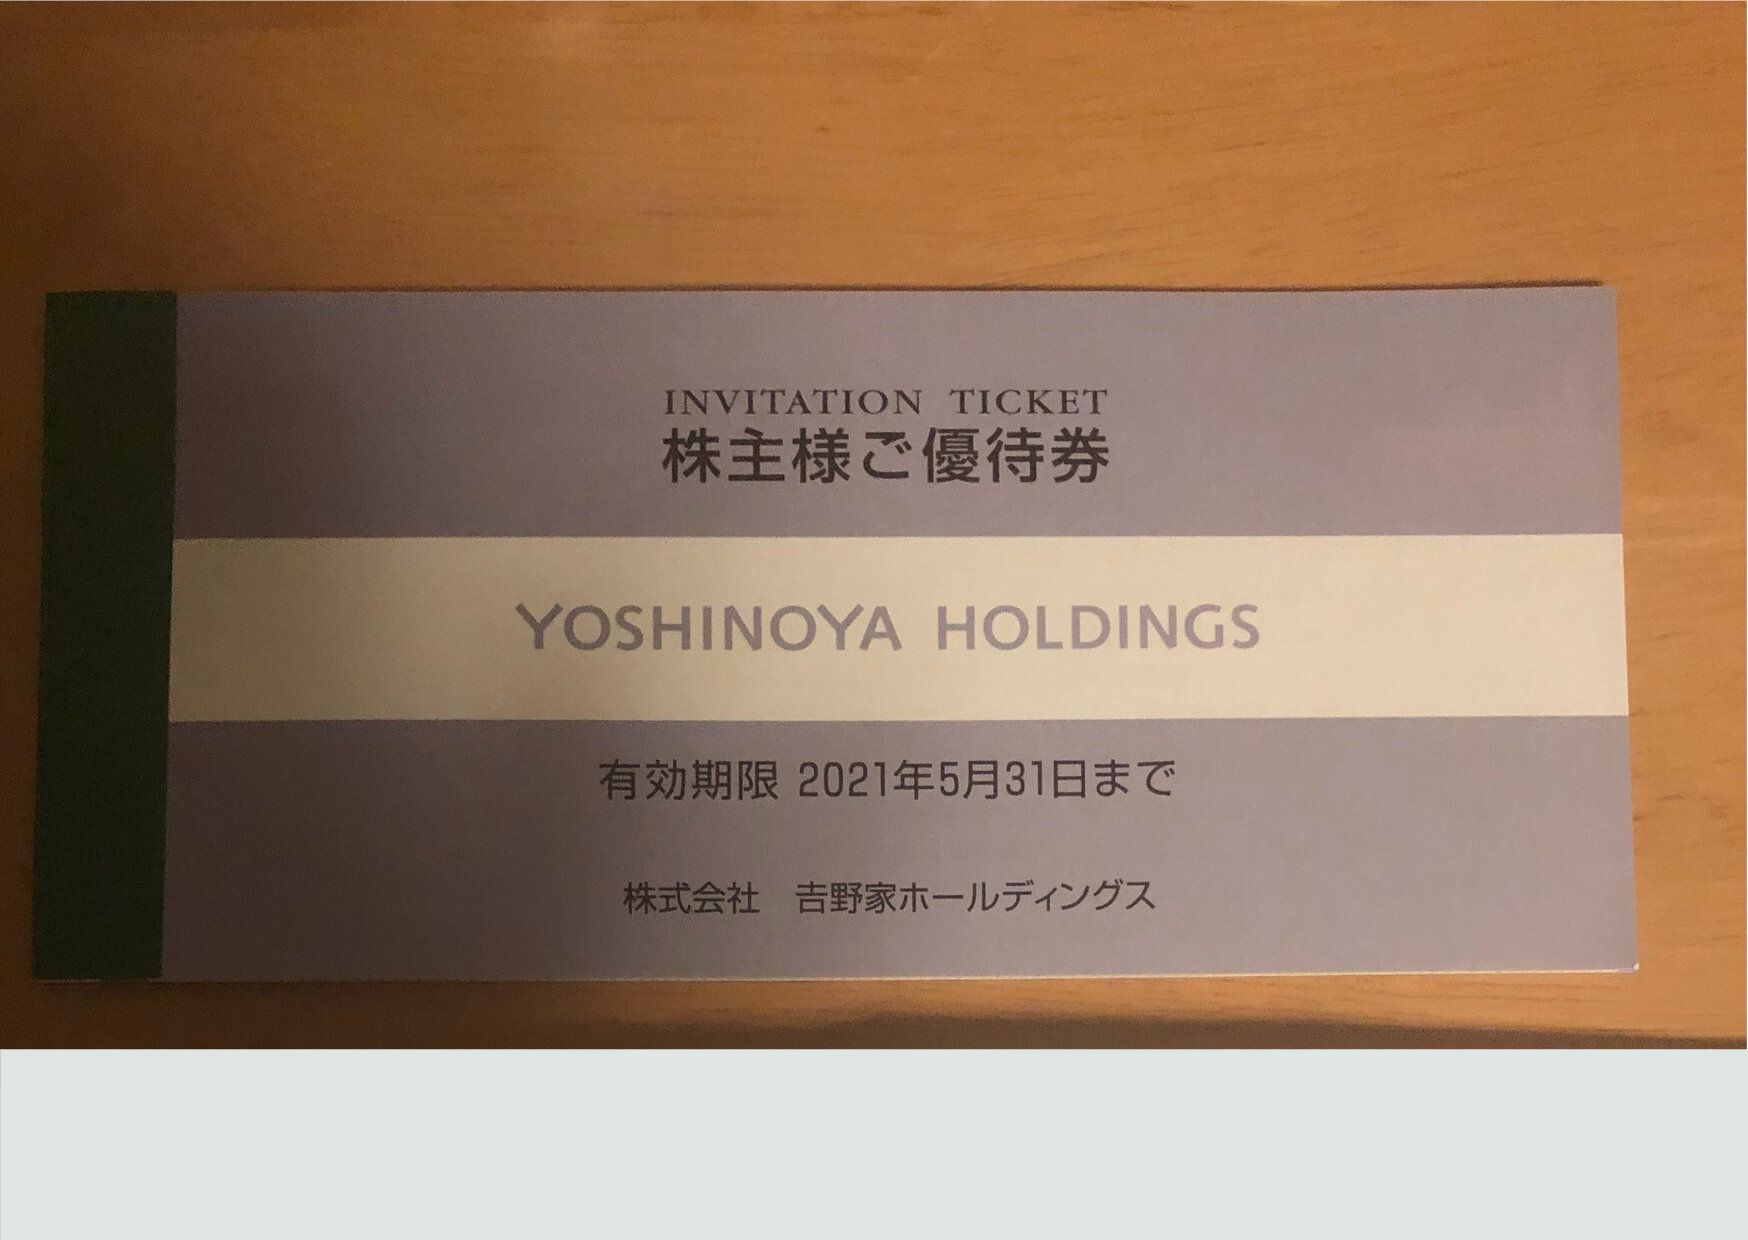 INVITATION TICKET
株主様ご優待券
YOSHINOYA HOLDINGS
有効期限 2021年5月31日まで
株式会社 𠮷野家ホールディングス